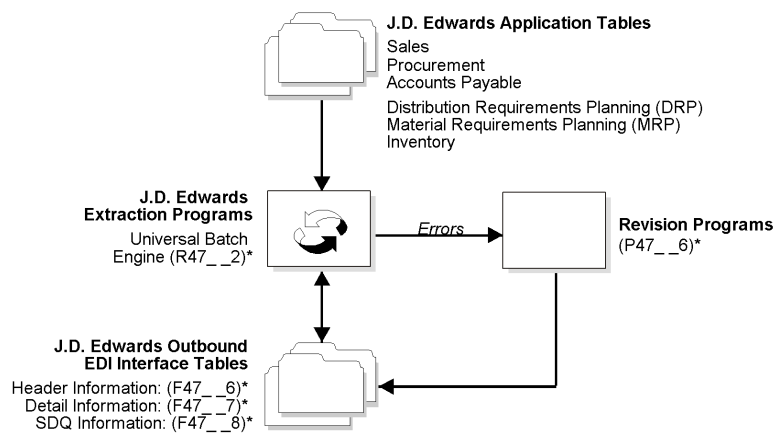 J.D. Edwards Application Tables
Sales
Procurement
Accounts Payable
Distribution Requirements Planning (DRP)
Material Requirements Planning (MRP)
Inventory
J.D. Edwards
Extraction Programs
Universal Batch
Engine (R47_ _2)*
Errors
Revision Programs
(P47_ _6)*
J.D. Edwards Outbound
EDI Interface Tables
Header Information: (F47_ _6)*
Detail Information: (F47_ _7)*
SDQ Information: (F47_ _8)*